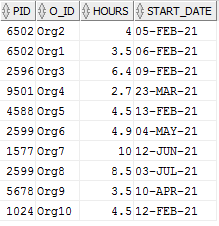 PID O_ID HOURS START_DATE
6502 Org2 4 05-FEB-21
6502 Org1 3.5 06-FEB-21
2596 Org3 6.4 09-FEB-21
9501 Org4 2.7 23-MAR-21
4588 Org5 4.5 13-FEB-21
2599 Org6 4.9 04-MAY-21
1577 Org7 10 12-JUN-21
2599 Org8 8.5 03-JUL-21
5678 Org9 3.5 10-APR-21
1024 Org10 4.5 12-FEB-21